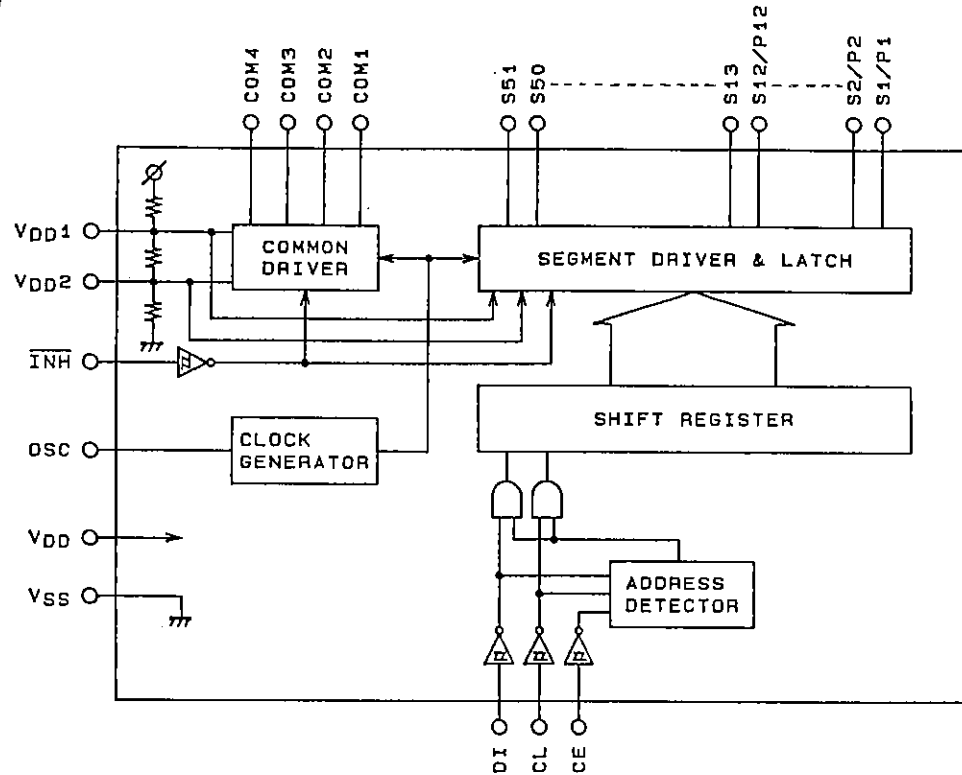 COM4
COM3
COM2
COM1
S51
S50
S13
S12/P12
S2/P2
S1/P1
VDD1
VDD2
INH
OSC
VDD
VSS
COMMON
DRIVER
SEGMENT DRIVER & LATCH
SHIFT REGISTER
CLOCK
GENERATOR
ADDRESS
DETECTOR
DI
CL
CE